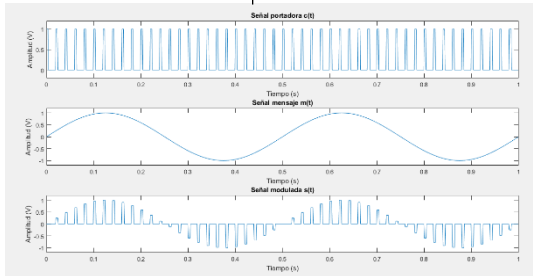 Señal portadora c(t)
Amplitud (V)
1
0.5
0
0 0.1 0.2 0.3 0.4 0.5 0.6 0.7 0.8 0.9 1
Tiempo (s)
Señal mensaje m(t)
Amplitud (V)
1
0.5
0
-0.5
-1
0 0.1 0.2 0.3 0.4 0.5 0.6 0.7 0.8 0.9 1
Tiempo (s)
Señal modulada s(t)
Amplitud (V)
1
0.5
0
-0.5
-1
0 0.1 0.2 0.3 0.4 0.5 0.6 0.7 0.8 0.9 1
Tiempo (s)